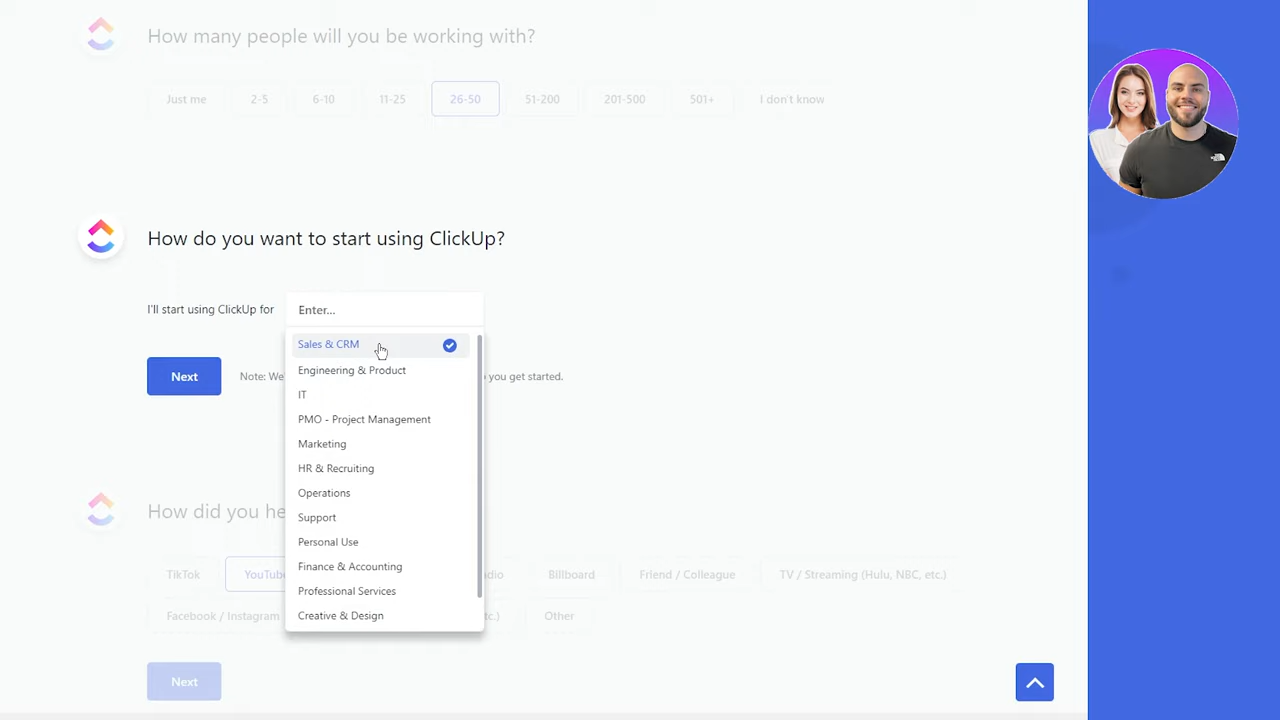 How many people will you be working with?
Just me 2-5 6-10 11-25 26-50 51-200 201-500 501+ I don't know
How do you want to start using ClickUp?
I'll start using ClickUp for Enter...
Sales & CRM
Next Note: We' you get started.
Engineering & Product
IT
PMO - Project Management
Marketing
HR & Recruiting
Operations
Support
Personal Use
Finance & Accounting
Professional Services
Creative & Design
How did you he
TikTok YouTube Billboard Friend / Colleague TV / Streaming (Hulu, NBC, etc.)
Facebook / Instagram etc.) Other
Next